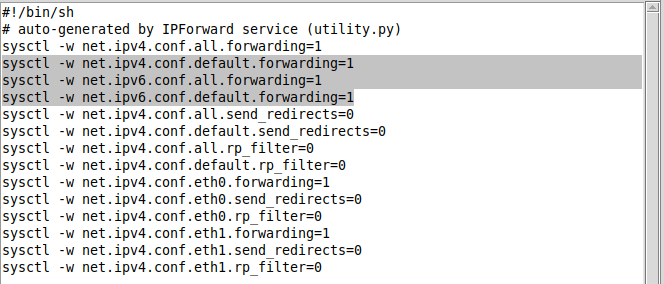 #!/bin/sh
# auto-generated by IPForward service (utility.py)
sysctl -w net.ipv4.conf.all.forwarding=1
sysctl -w net.ipv4.conf.default.forwarding=1
sysctl -w net.ipv6.conf.all.forwarding=1
sysctl -w net.ipv6.conf.default.forwarding=1
sysctl -w net.ipv4.conf.all.send_redirects=0
sysctl -w net.ipv4.conf.default.send_redirects=0
sysctl -w net.ipv4.conf.all.rp_filter=0
sysctl -w net.ipv4.conf.default.rp_filter=0
sysctl -w net.ipv4.conf.eth0.forwarding=1
sysctl -w net.ipv4.conf.eth0.send_redirects=0
sysctl -w net.ipv4.conf.eth0.rp_filter=0
sysctl -w net.ipv4.conf.eth1.forwarding=1
sysctl -w net.ipv4.conf.eth1.send_redirects=0
sysctl -w net.ipv4.conf.eth1.rp_filter=0